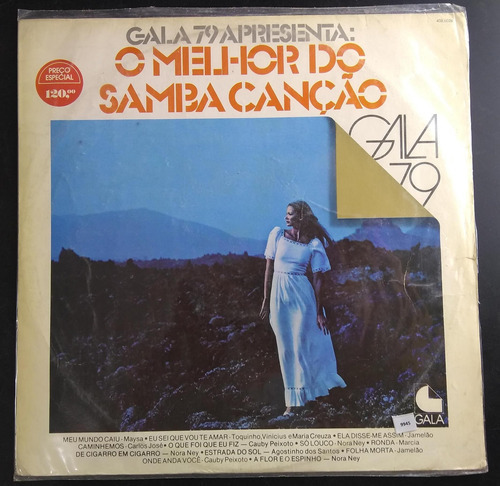 GALA 79 APRESENTA:
O MELHOR DO
SAMBA CANÇÃO
PREÇO
ESPECIAL
120,00
GALA
79
9945
GALA
MEU MUNDO CAIU - Maysa • EU SEI QUE VOU TE AMAR - Toquinho, Vinícius e Maria Creuza • ELA DISSE-ME ASSIM - Jamelão
CAMINHEMOS - Carlos José • O QUE FOI QUE EU FIZ — Cauby Peixoto • SÓ LOUCO - Nora Ney • RONDA - Marcia
DE CIGARRO EM CIGARRO — Nora Ney • ESTRADA DO SOL — Agostinho dos Santos • FOLHA MORTA - Jamelão
ONDE ANDA VOCÊ - Cauby Peixoto • A FLOR E O ESPINHO — Nora Ney